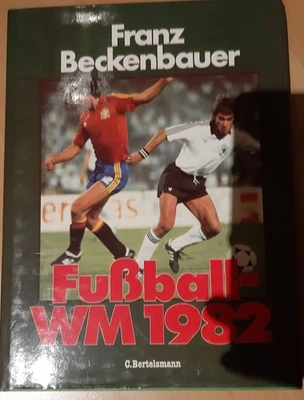 Franz
Beckenbauer
Fußball-
WM 1982
C. Bertelsmann